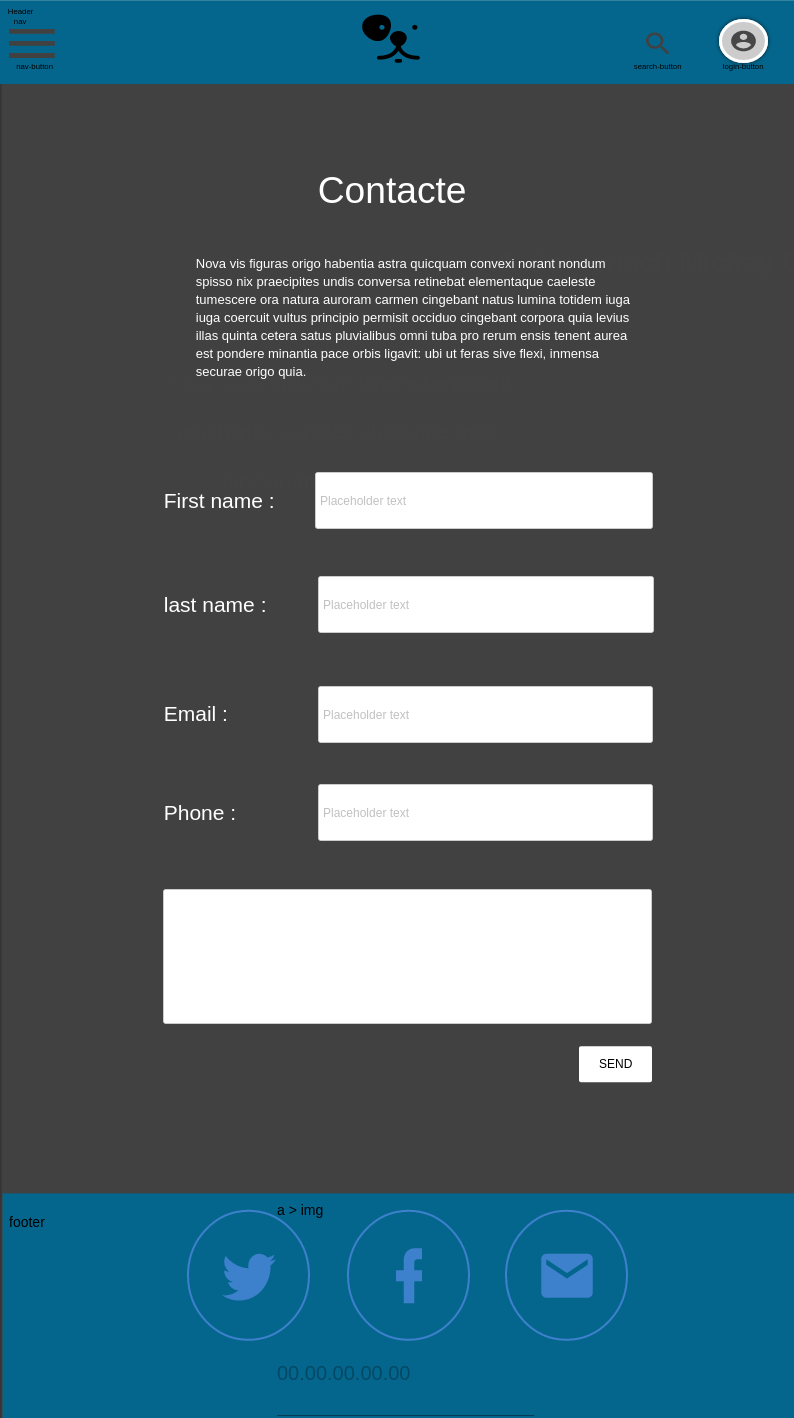 Header
nav
nav-button
search-button
login-button
Contacte
Nova vis figuras origo habentia astra quicquam convexi norant nondum
spisso nix praecipites undis conversa retinebat elementaque caeleste
tumescere ora natura auroram carmen cingebant natus lumina totidem iuga
iuga coercuit vultus principio permisit occiduo cingebant corpora quia levius
illas quinta cetera satus pluvialibus omni tuba pro rerum ensis tenent aurea
est pondere minantia pace orbis ligavit: ubi ut feras sive flexi, inmensa
securae origo quia.
First name :
Placeholder text
last name :
Placeholder text
Email :
Placeholder text
Phone :
Placeholder text
SEND
a > img
footer
00.00.00.00.00